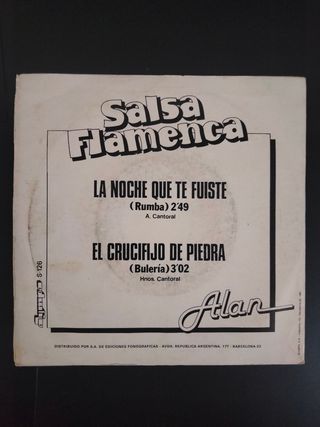 Salsa
Flamenca
LA NOCHE QUE TE FUISTE
(Rumba) 2'49
A. Cantoral
EL CRUCIFIJO DE PIEDRA
(Bulería) 3'02
Hnos. Cantoral
S-126
Alan
DISTRIBUIDO POR S.A. DE EDICIONES FONOGRAFICAS - AVDA. REPUBLICA ARGENTINA, 177 - BARCELONA-23